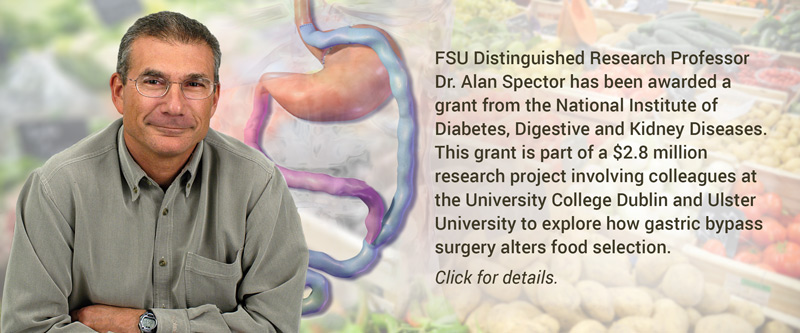 FSU Distinguished Research Professor
Dr. Alan Spector has been awarded a
grant from the National Institute of
Diabetes, Digestive and Kidney Diseases.
This grant is part of a $2.8 million
research project involving colleagues at
the University College Dublin and Ulster
University to explore how gastric bypass
surgery alters food selection.
Click for details.